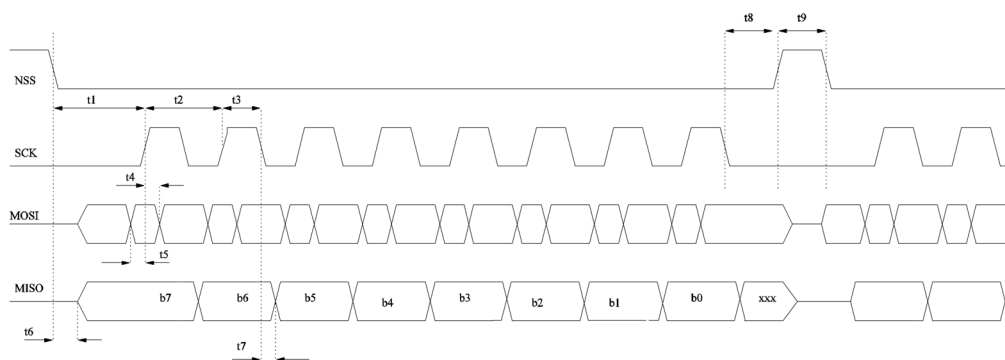 t8 t9
NSS
t1 t2 t3
SCK
t4
MOSI
t5
MISO b7 b6 b5 b4 b3 b2 b1 b0 xxx
t6
t7